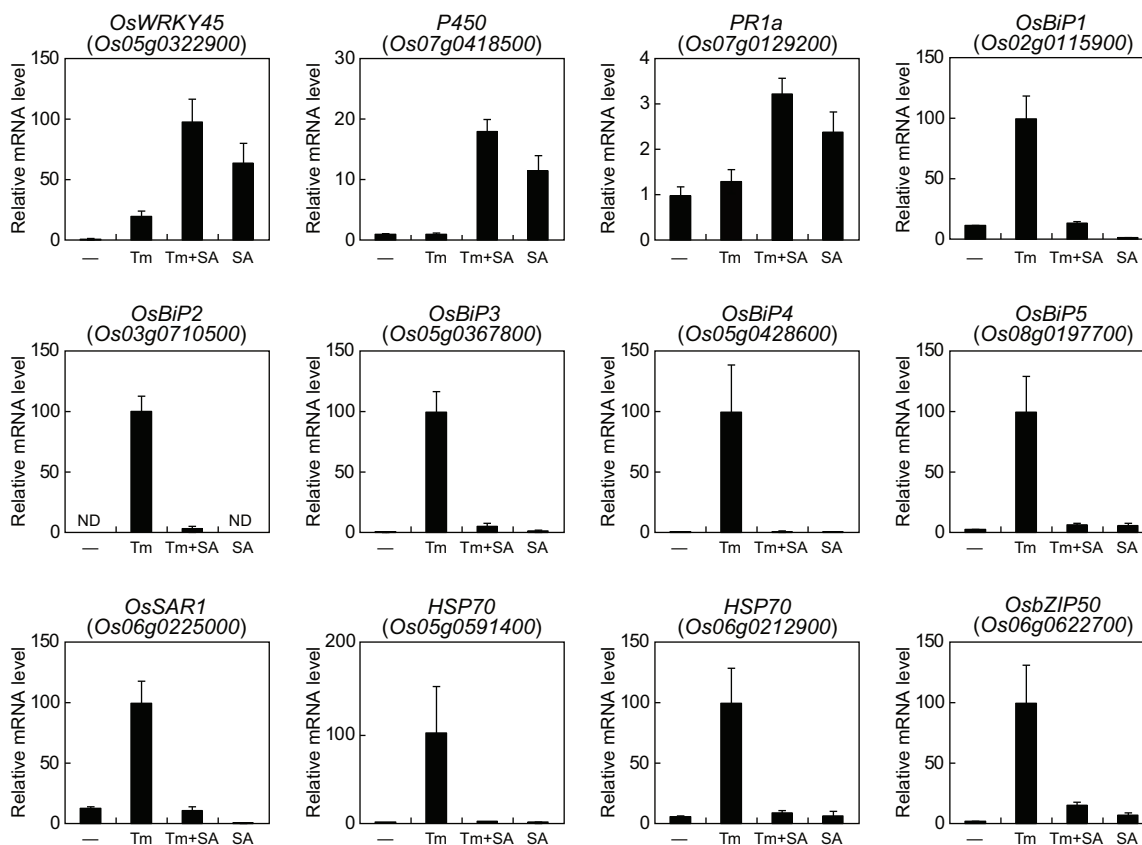 OsWRKY45
(Os05g0322900)
Relative mRNA level
150
100
50
0
— Tm Tm+SA SA
P450
(Os07g0418500)
Relative mRNA level
30
20
10
0
— Tm Tm+SA SA
PR1a
(Os07g0129200)
Relative mRNA level
4
3
2
1
0
— Tm Tm+SA SA
OsBiP1
(Os02g0115900)
Relative mRNA level
150
100
50
0
— Tm Tm+SA SA
OsBiP2
(Os03g0710500)
Relative mRNA level
150
100
50
0
ND ND
— Tm Tm+SA SA
OsBiP3
(Os05g0367800)
Relative mRNA level
150
100
50
0
— Tm Tm+SA SA
OsBiP4
(Os05g0428600)
Relative mRNA level
150
100
50
0
— Tm Tm+SA SA
OsBiP5
(Os08g0197700)
Relative mRNA level
150
100
50
0
— Tm Tm+SA SA
OsSAR1
(Os06g0225000)
Relative mRNA level
150
100
50
0
— Tm Tm+SA SA
HSP70
(Os05g0591400)
Relative mRNA level
200
100
0
— Tm Tm+SA SA
HSP70
(Os06g0212900)
Relative mRNA level
150
100
50
0
— Tm Tm+SA SA
OsbZIP50
(Os06g0622700)
Relative mRNA level
150
100
50
0
— Tm Tm+SA SA